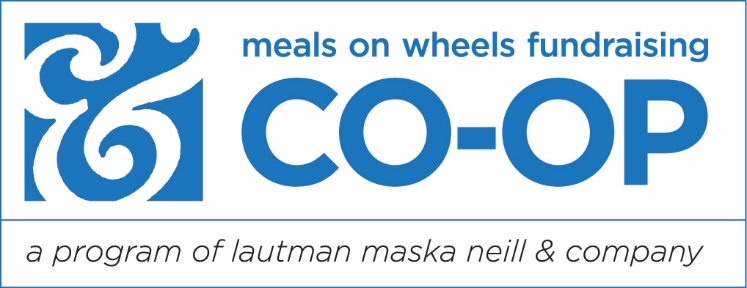 &
meals on wheels fundraising
CO-OP
a program of lautman maska neill & company